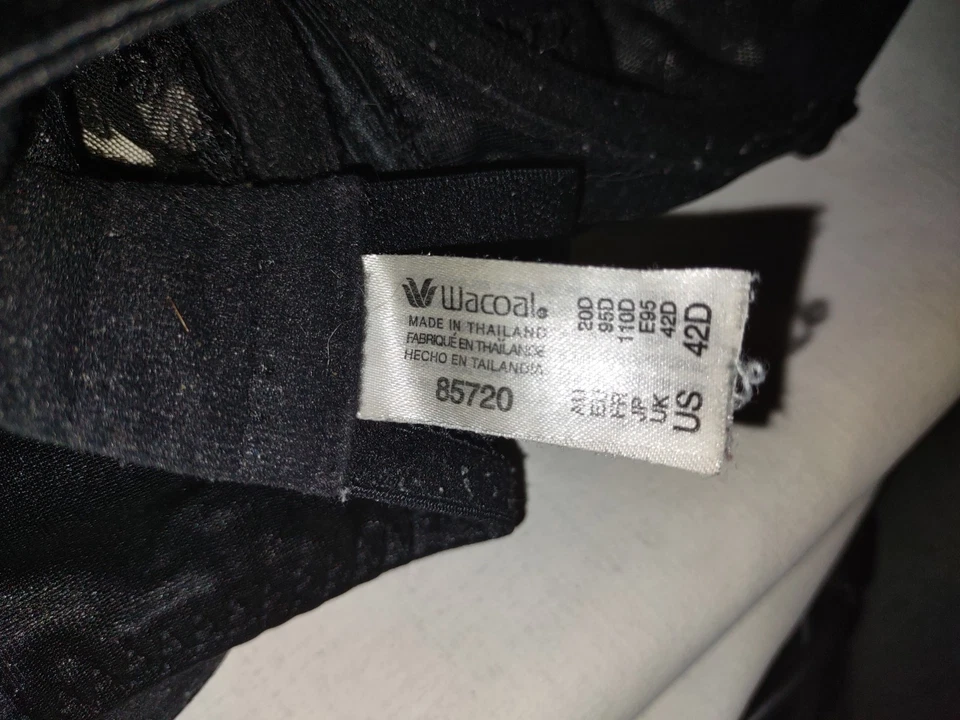 Wacoal®
MADE IN THAILAND
FABRIQUÉ EN THAÏLANDE
HECHO EN TAILANDIA
85720
AU 20D
EU 95D
FR 110D
JP E95
UK 42D
US 42D